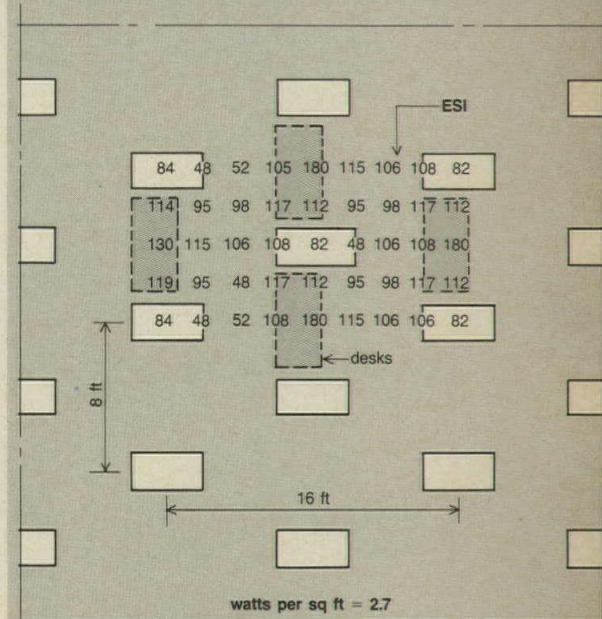 ESI
84 48 52 105 180 115 106 108 82
114 95 98 117 112 95 98 117 112
130 115 106 108 82 48 106 108 180
119 95 48 117 112 95 98 117 112
84 48 52 108 180 115 106 106 82
desks
8 ft
16 ft
watts per sq ft = 2.7